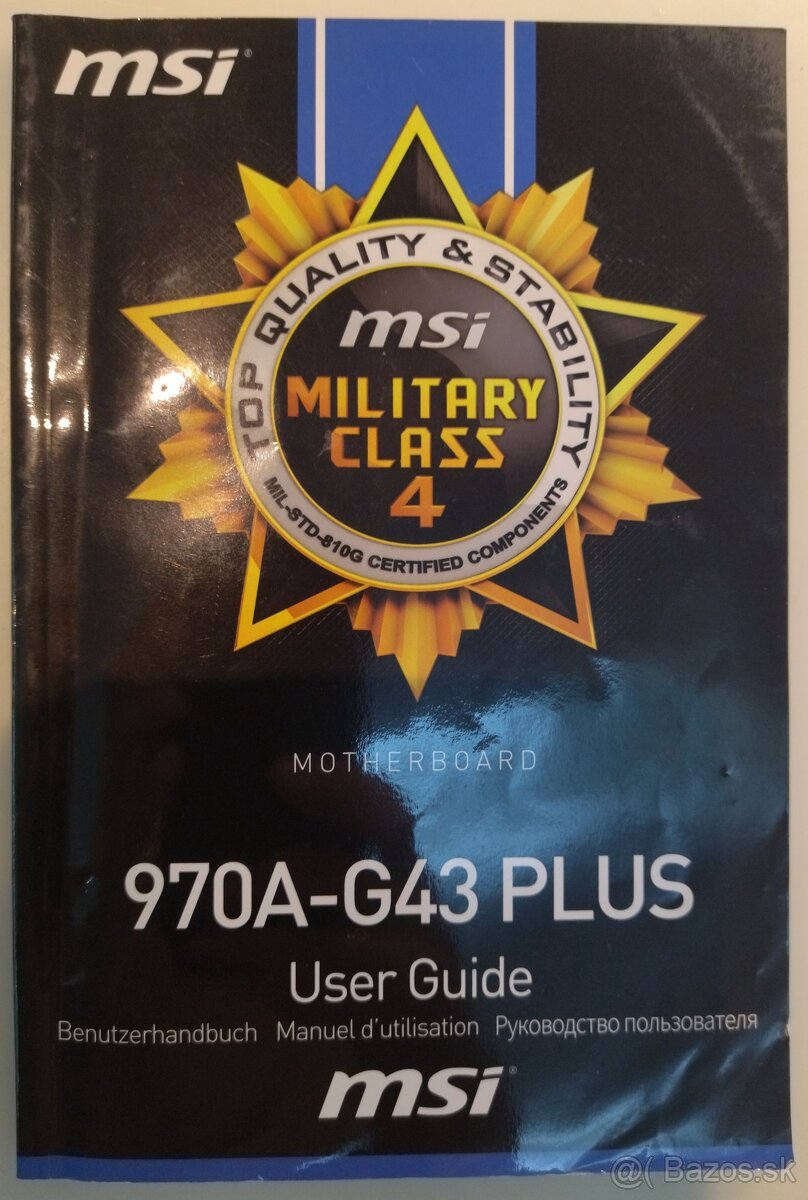 msi®
TOP QUALITY & STABILITY
msi
MILITARY
CLASS
4
MIL-STD-810G CERTIFIED COMPONENTS
MOTHERBOARD
970A-G43 PLUS
User Guide
Benutzerhandbuch Manuel d'utilisation Руководство пользователя
msi®
@( Bazos.sk